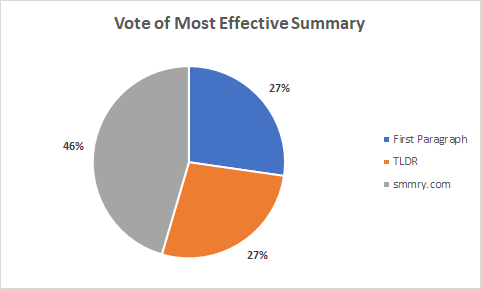 Vote of Most Effective Summary
27%
46%
27%
First Paragraph
TLDR
smmry.com